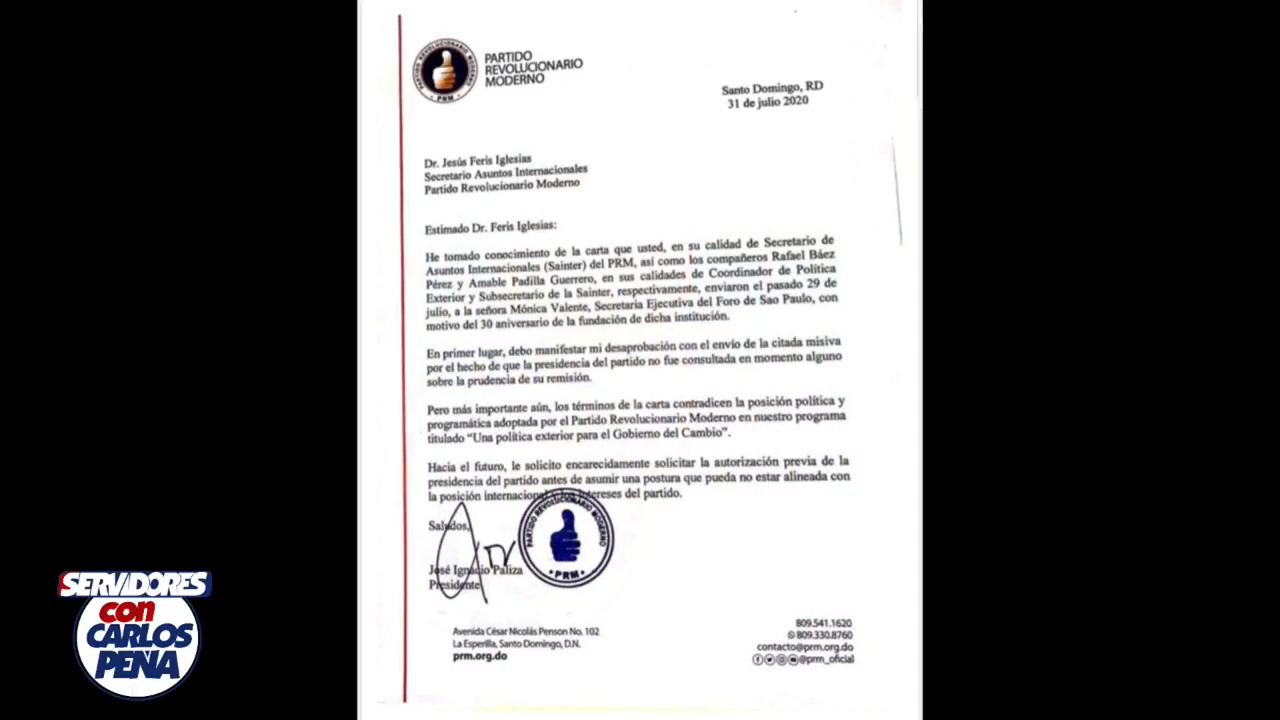 PARTIDO
REVOLUCIONARIO
MODERNO
PARTIDO REVOLUCIONARIO MODERNO
• PRM •
Santo Domingo, RD
31 de julio 2020
Dr. Jesús Feris Iglesias
Secretario Asuntos Internacionales
Partido Revolucionario Moderno
Estimado Dr. Feris Iglesias:
He tomado conocimiento de la carta que usted, en su calidad de Secretario de
Asuntos Internacionales (Sainter) del PRM, así como los compañeros Rafael Báez
Pérez y Amable Padilla Guerrero, en sus calidades de Coordinador de Política
Exterior y Subsecretario de la Sainter, respectivamente, enviaron el pasado 29 de
julio, a la señora Mónica Valente, Secretaria Ejecutiva del Foro de Sao Paulo, con
motivo del 30 aniversario de la fundación de dicha institución.
En primer lugar, debo manifestar mi desaprobación con el envío de la citada misiva
por el hecho de que la presidencia del partido no fue consultada en momento alguno
sobre la prudencia de su remisión.
Pero más importante aún, los términos de la carta contradicen la posición política y
programática adoptada por el Partido Revolucionario Moderno en nuestro programa
titulado “Una política exterior para el Gobierno del Cambio”.
Hacia el futuro, le solicito encarecidamente solicitar la autorización previa de la
presidencia del partido antes de asumir una postura que pueda no estar alineada con
la posición internacional y los intereses del partido.
Saludos,
PARTIDO REVOLUCIONARIO MODERNO
• PRM •
José Ignacio Paliza
Presidente
Avenida César Nicolás Penson No. 102
La Esperilla, Santo Domingo, D.N.
prm.org.do
809.541.1620
809.330.8760
contacto@prm.org.do
@prm_oficial
SERVIDORES
CON
CARLOS
PEÑA